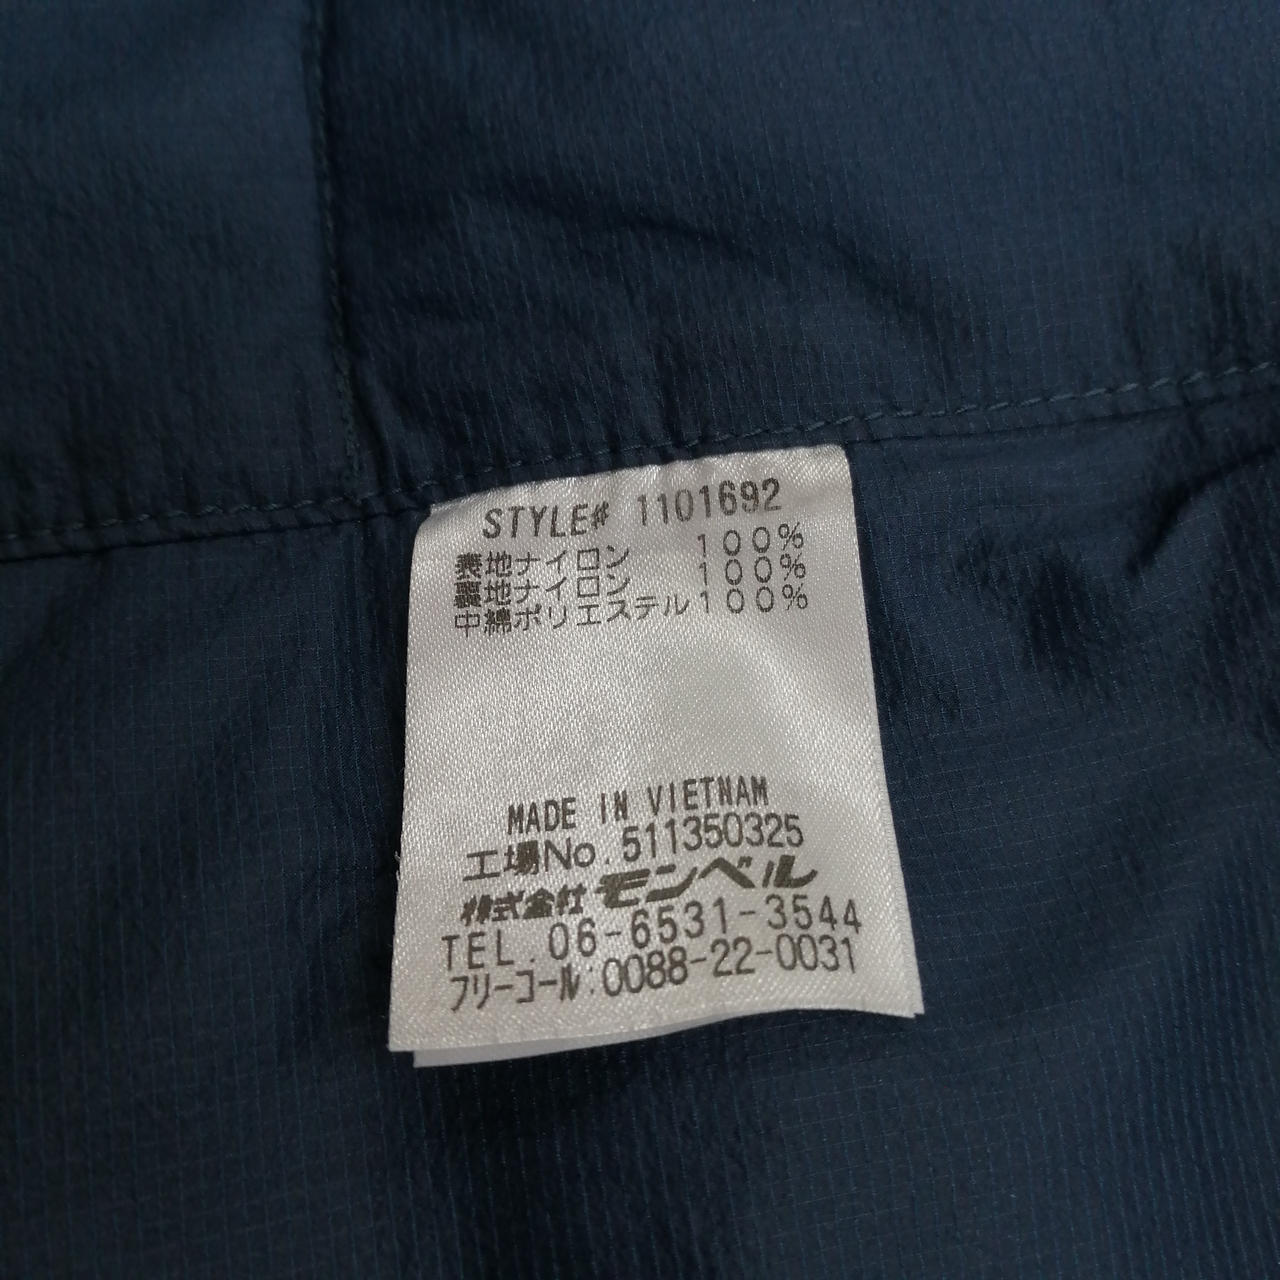 STYLE# 1101692
表地ナイロン 100%
裏地ナイロン 100%
中綿ポリエステル100%
MADE IN VIETNAM
工場No.511350325
株式会社モンベル
TEL.06-6531-3544
フリーコール:0088-22-0031